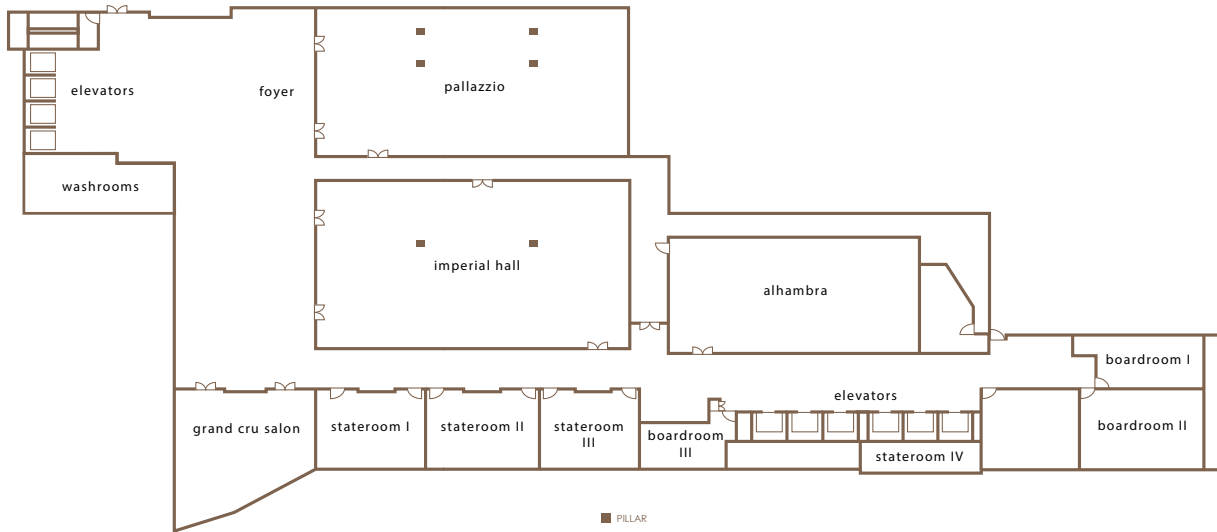 elevators
foyer
pallazzio
washrooms
imperial hall
alhambra
boardroom I
elevators
grand cru salon
stateroom I
stateroom II
stateroom
III
boardroom
III
stateroom IV
boardroom II
PILLAR